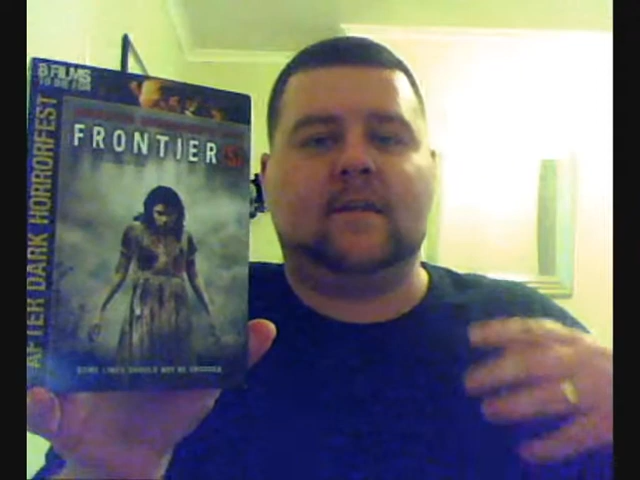 8 FILMS
TO DIE FOR
AFTER DARK HORRORFEST
FRONTIER(S)
SOME LINES SHOULD NOT BE CROSSED